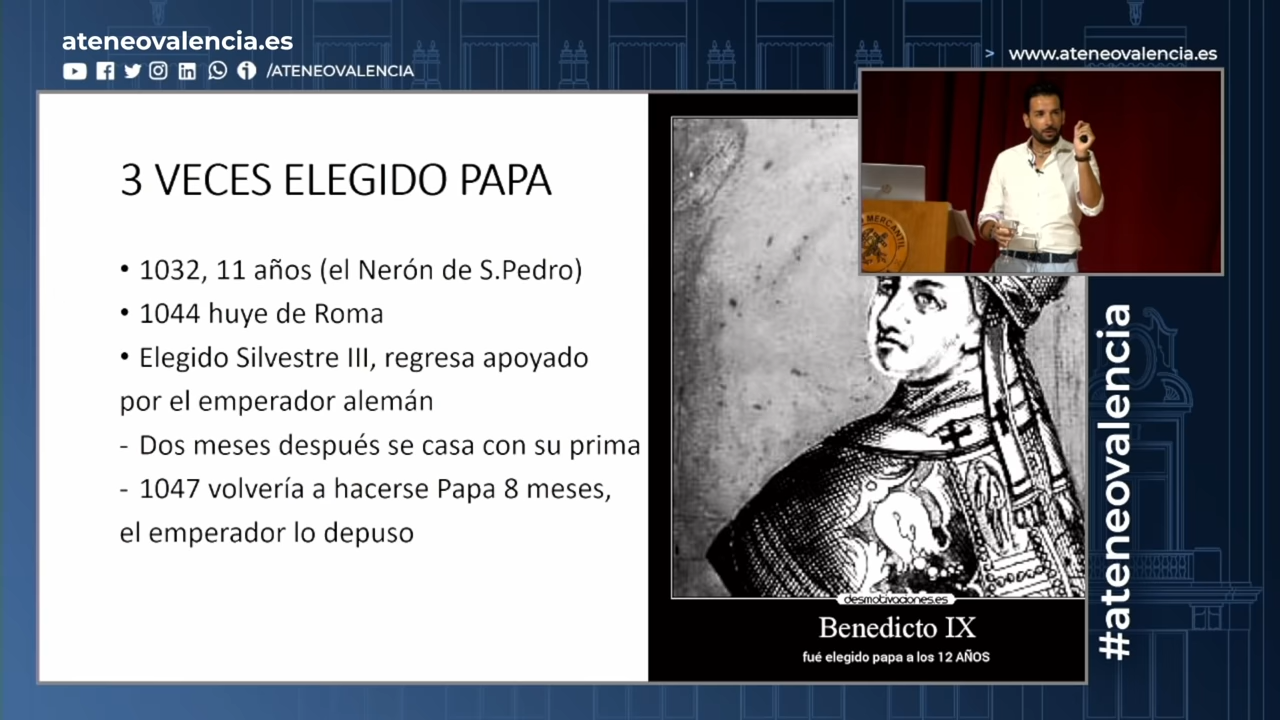 ateneovalencia.es
/ATENEOVALENCIA
> www.ateneovalencia.es
3 VECES ELEGIDO PAPA
• 1032, 11 años (el Nerón de S.Pedro)
• 1044 huye de Roma
• Elegido Silvestre III, regresa apoyado
por el emperador alemán
- Dos meses después se casa con su prima
- 1047 volvería a hacerse Papa 8 meses,
el emperador lo depuso
MERCANTIL
desmotivaciones.es
Benedicto IX
fué elegido papa a los 12 AÑOS
#ateneovalencia